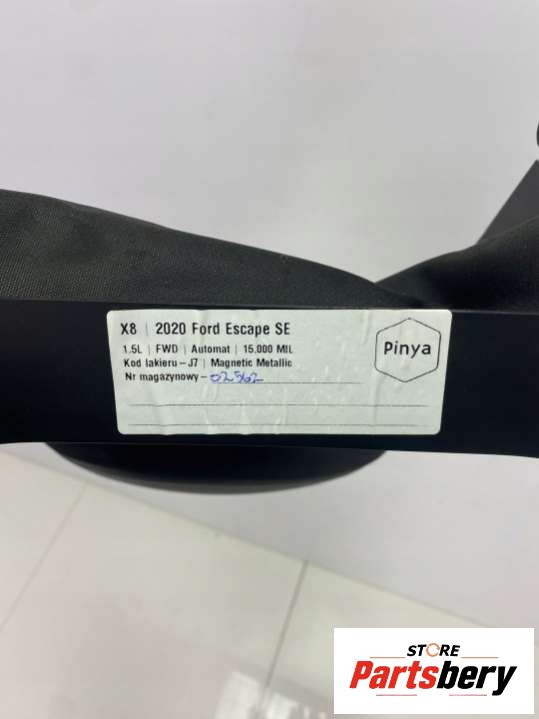 X8 | 2020 Ford Escape SE
1.5L | FWD | Automat | 15.000 MIL
Kod lakieru – J7 | Magnetic Metallic
Nr magazynowy – 02562
Pinya
STORE
Partsbery